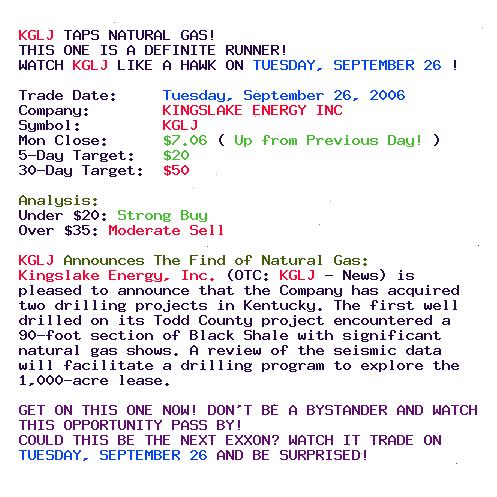 KGLJ TAPS NATURAL GAS!
THIS ONE IS A DEFINITE RUNNER!
WATCH KGLJ LIKE A HAWK ON TUESDAY, SEPTEMBER 26 !
Trade Date: Tuesday, September 26, 2006
Company: KINGSLAKE ENERGY INC
Symbol: KGLJ
Mon Close: $7.06 ( Up from Previous Day! )
5-Day Target: $20
30-Day Target: $50
Analysis:
Under $20: Strong Buy
Over $35: Moderate Sell
KGLJ Announces The Find of Natural Gas:
Kingslake Energy, Inc. (OTC: KGLJ - News) is
pleased to announce that the Company has acquired
two drilling projects in Kentucky. The first well
drilled on its Todd County project encountered a
90-foot section of Black Shale with significant
natural gas shows. A review of the seismic data
will facilitate a drilling program to explore the
1,000-acre lease.
GET ON THIS ONE NOW! DON'T BE A BYSTANDER AND WATCH
THIS OPPORTUNITY PASS BY!
COULD THIS BE THE NEXT EXXON? WATCH IT TRADE ON
TUESDAY, SEPTEMBER 26 AND BE SURPRISED!